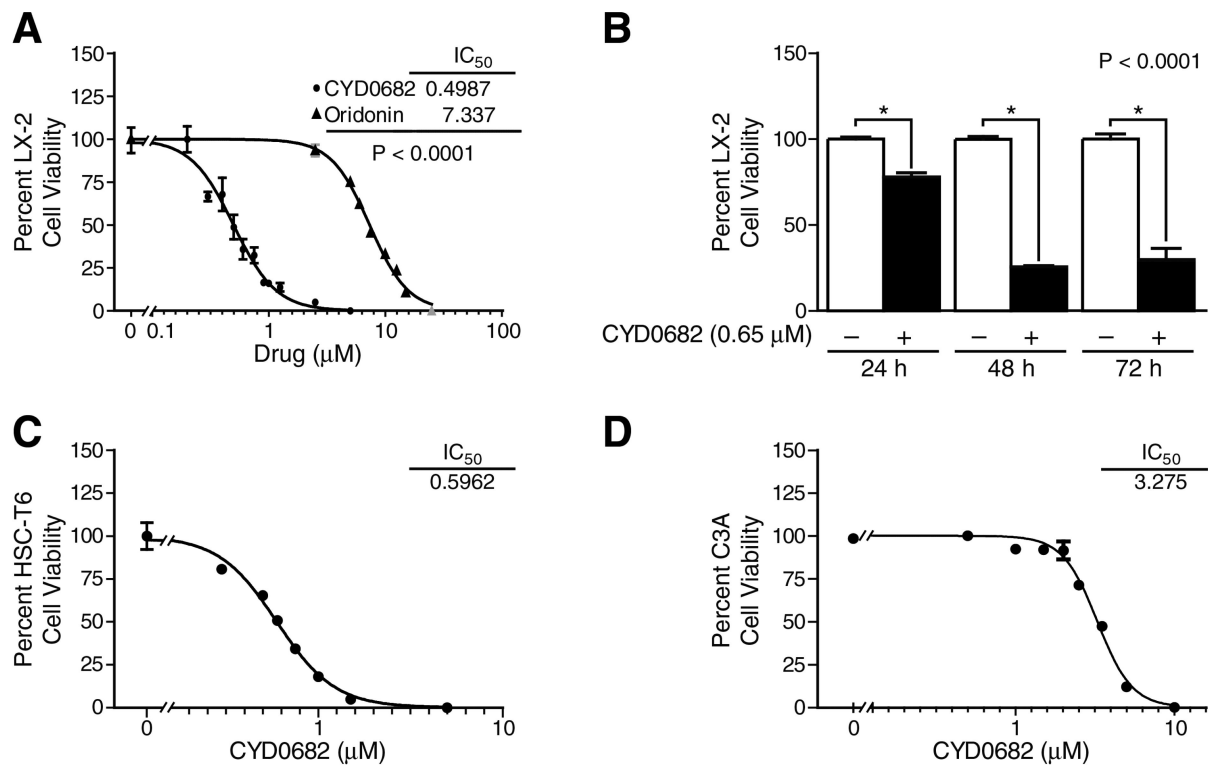 A
Percent LX-2
Cell Viability
150
125
100
75
50
25
0
IC50
CYD0682 0.4987
Oridonin 7.337
P < 0.0001
0 0.1 1 10 100
Drug (μM)
B
Percent LX-2
Cell Viability
150
100
50
0
P < 0.0001
* * *
CYD0682 (0.65 μM) − + − + − +
24 h 48 h 72 h
C
Percent HSC-T6
Cell Viability
150
125
100
75
50
25
0
IC50
0.5962
0 1 10
CYD0682 (μM)
D
Percent C3A
Cell Viability
150
125
100
75
50
25
0
IC50
3.275
0 1 10
CYD0682 (μM)